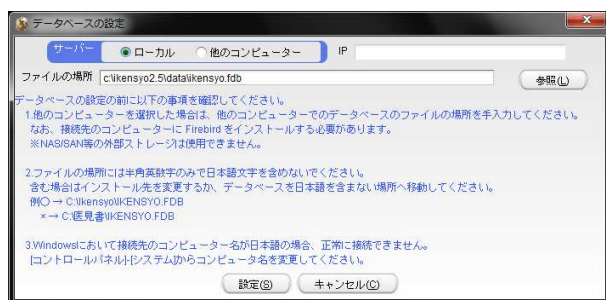 データベースの設定
サーバー ローカル 他のコンピューター IP
ファイルの場所 c:\ikensyo2.5\data\ikensyo.fdb 参照(L)
データベースの設定の前に以下の事項を確認してください。
1.他のコンピューターを選択した場合は、他のコンピューターでのデータベースのファイルの場所を手入力してください。
なお、接続先のコンピューターに Firebird をインストールする必要があります。
※NAS/SAN等の外部ストレージは使用できません。
2.ファイルの場所には半角英数字のみで日本語文字を含めないでください。
含む場合はインストール先を変更するか、データベースを日本語を含まない場所へ移動してください。
例○ → C:\Ikensyo\IKENSYO.FDB
× → C:\医見書\IKENSYO.FDB
3.Windowsにおいて接続先のコンピューター名が日本語の場合、正常に接続できません。
[コントロールパネル]-[システム]からコンピュータ名を変更してください。
設定(S) キャンセル(C)